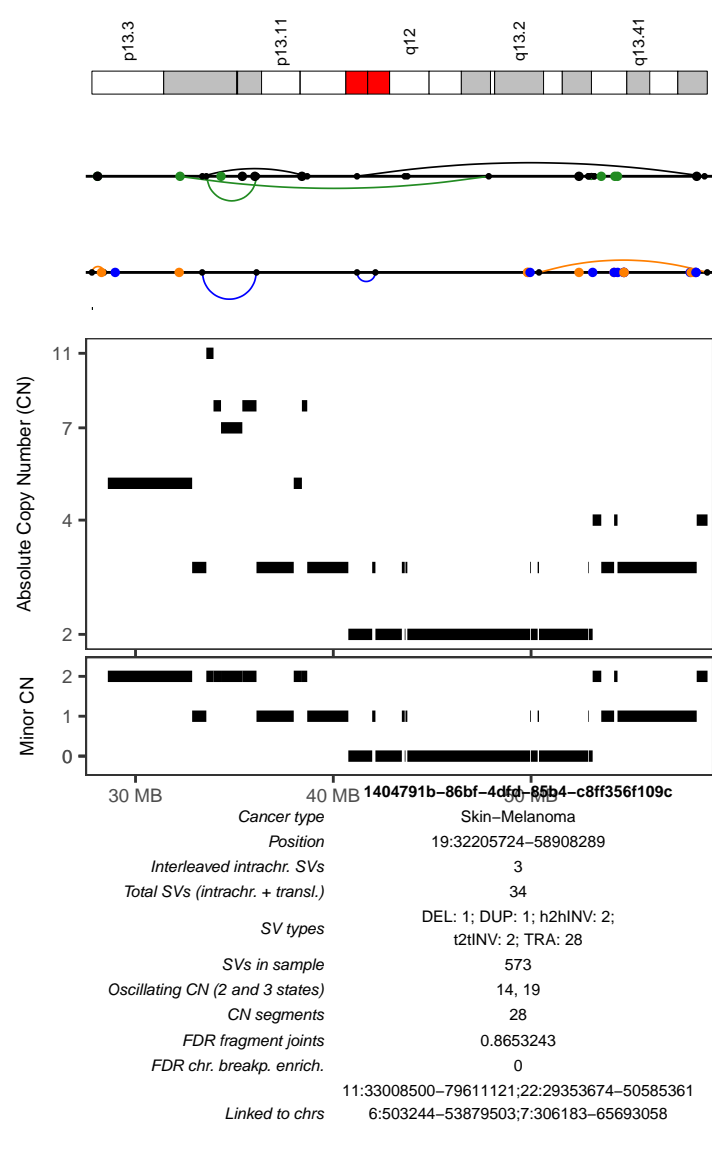 p13.3 p13.11 q12 q13.2 q13.41
Absolute Copy Number (CN)
11
7
4
2
Minor CN
2
1
0
30 MB 40 MB 50 MB
1404791b−86bf−4dfd−85b4−c8ff356f109c
Cancer type Skin−Melanoma
Position 19:32205724−58908289
Interleaved intrachr. SVs 3
Total SVs (intrachr. + transl.) 34
SV types DEL: 1; DUP: 1; h2hINV: 2;
t2tINV: 2; TRA: 28
SVs in sample 573
Oscillating CN (2 and 3 states) 14, 19
CN segments 28
FDR fragment joints 0.8653243
FDR chr. breakp. enrich. 0
11:33008500−79611121;22:29353674−50585361
Linked to chrs 6:503244−53879503;7:306183−65693058